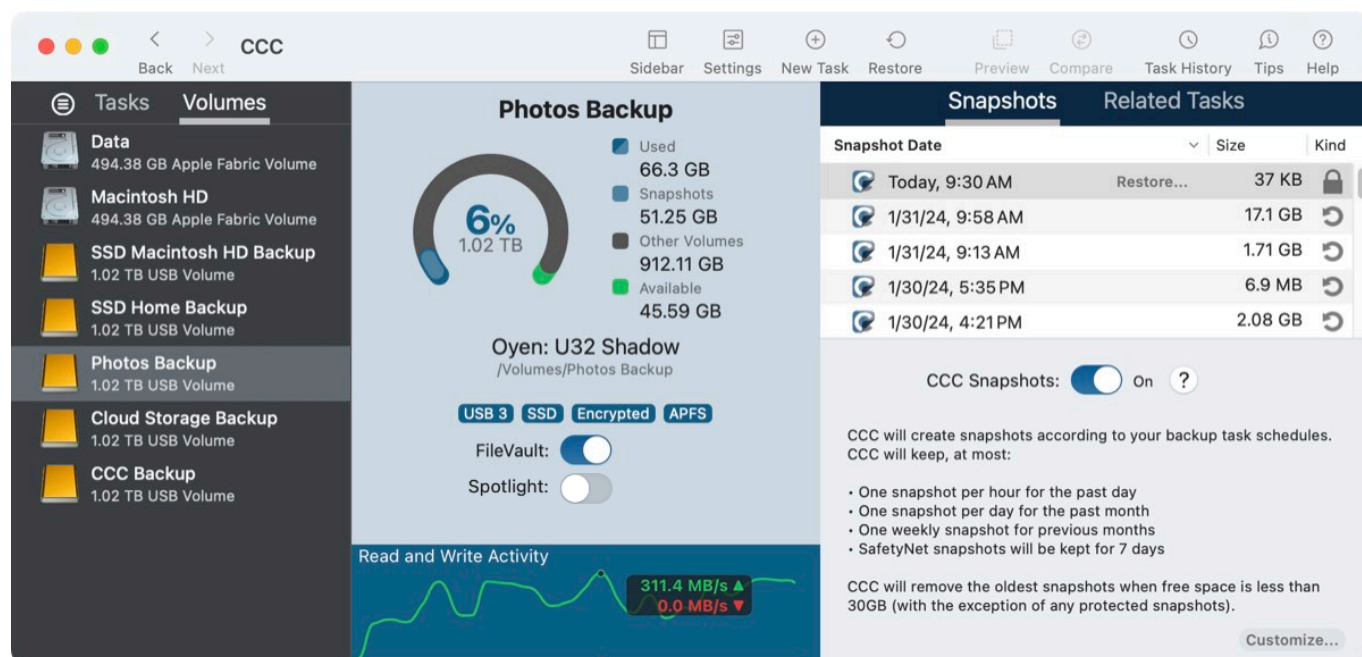 CCC
Back Next
Sidebar Settings New Task Restore Preview Compare Task History Tips Help
Tasks Volumes
Data
494.38 GB Apple Fabric Volume
Macintosh HD
494.38 GB Apple Fabric Volume
SSD Macintosh HD Backup
1.02 TB USB Volume
SSD Home Backup
1.02 TB USB Volume
Photos Backup
1.02 TB USB Volume
Cloud Storage Backup
1.02 TB USB Volume
CCC Backup
1.02 TB USB Volume
Photos Backup
6%
1.02 TB
Used
66.3 GB
Snapshots
51.25 GB
Other Volumes
912.11 GB
Available
45.59 GB
Oyen: U32 Shadow
/Volumes/Photos Backup
USB 3 SSD Encrypted APFS
FileVault:
Spotlight:
Read and Write Activity
311.4 MB/s ▲
0.0 MB/s ▼
Snapshots Related Tasks
Snapshot Date Size Kind
Today, 9:30 AM Restore... 37 KB
1/31/24, 9:58 AM 17.1 GB
1/31/24, 9:13 AM 1.71 GB
1/30/24, 5:35 PM 6.9 MB
1/30/24, 4:21 PM 2.08 GB
CCC Snapshots: On ?
CCC will create snapshots according to your backup task schedules.
CCC will keep, at most:
• One snapshot per hour for the past day
• One snapshot per day for the past month
• One weekly snapshot for previous months
• SafetyNet snapshots will be kept for 7 days
CCC will remove the oldest snapshots when free space is less than
30GB (with the exception of any protected snapshots).
Customize...